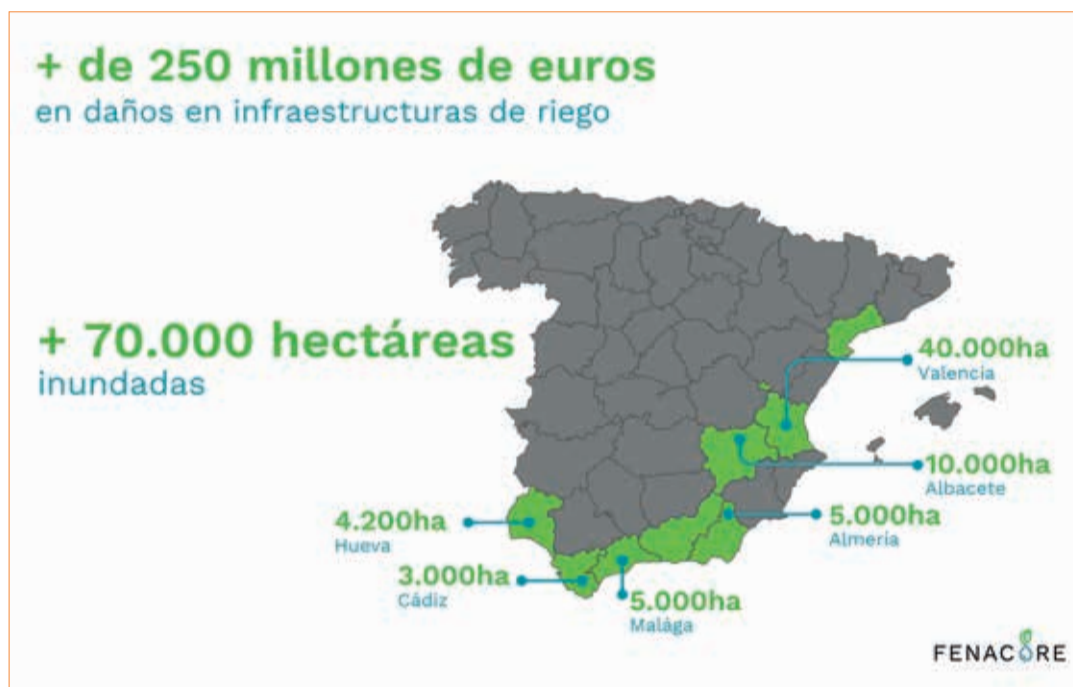 + de 250 millones de euros
en daños en infraestructuras de riego
+ 70.000 hectáreas
inundadas
40.000ha
Valencia
10.000ha
Albacete
5.000ha
Almería
4.200ha
Hueva
3.000ha
Cádiz
5.000ha
Malága
FENACORE